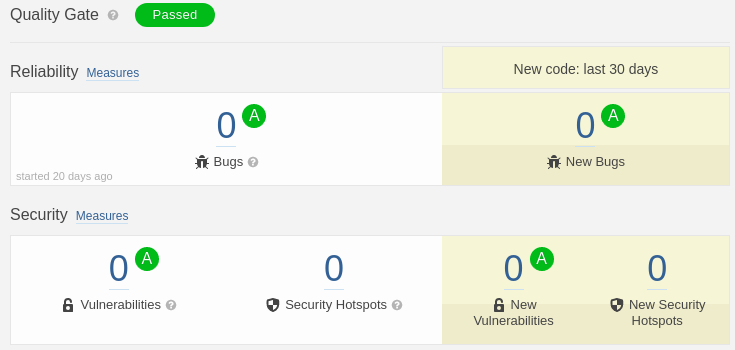 Quality Gate ? Passed
Reliability Measures
New code: last 30 days
0 A
0 A
Bugs ?
New Bugs
started 20 days ago
Security Measures
0 A
0
0 A
0
Vulnerabilities ?
Security Hotspots ?
New
Vulnerabilities
New Security
Hotspots